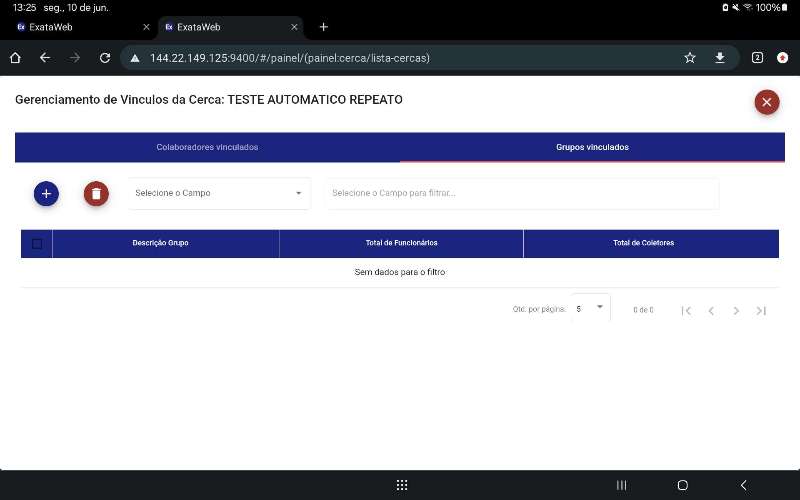 13:25 seg., 10 de jun. 100%
ExataWeb ExataWeb
144.22.149.125:9400/#/painel/(painel:cerca/lista-cercas) 2
Gerenciamento de Vinculos da Cerca: TESTE AUTOMATICO REPEATO
Colaboradores vinculados Grupos vinculados
Selecione o Campo Selecione o Campo para filtrar...
Descrição Grupo Total de Funcionários Total de Coletores
Sem dados para o filtro
Qtd. por página: 5 0 de 0